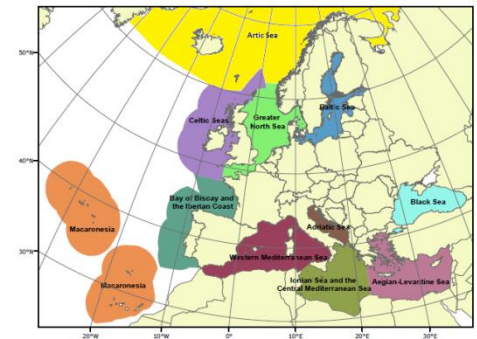 Artic Sea
50°N
Celtic Seas
Greater
North Sea
Baltic Sea
40°N
Bay of Biscay and
the Iberian Coast
Black Sea
Macaronesia
Adriatic Sea
30°N
Western Mediterranean Sea
Ionian Sea and the
Central Mediterranean Sea
Aegian-Levantine Sea
Macaronesia
20°W
10°W
0°
10°E
20°E
30°E